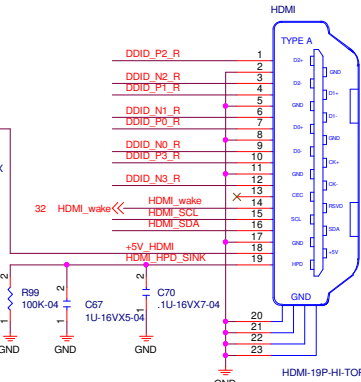 HDMI
TYPE A
DDID_P2_R 1 D2+
2 GND
DDID_N2_R 3 D2-
DDID_P1_R 4 D1+
5 GND
DDID_N1_R 6 D1-
DDID_P0_R 7 D0+
8 GND
DDID_N0_R 9 D0-
DDID_P3_R 10 CK+
11 GND
DDID_N3_R 12 CK-
13 CEC
32 HDMI_wake HDMI_wake 14 RSVD
HDMI_SCL 15 SCL
HDMI_SDA 16 SDA
17 GND
+5V_HDMI 18 +5V
HDMI_HPD_SINK 19 HPD
2 2 2
R99 C67 C70
100K-04 1U-16VX5-04 .1U-16VX7-04
1 1 1
GND GND GND
GND
20
21
22
23
GND
HDMI-19P-HI-TOP